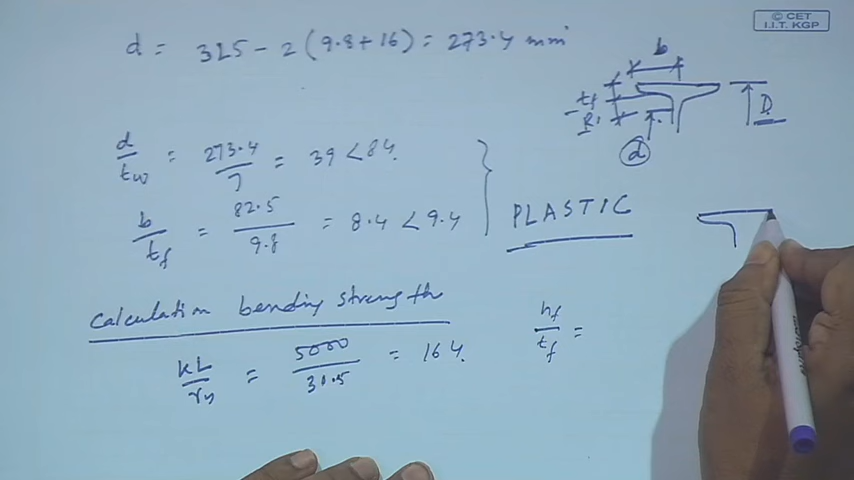 © CET
I.I.T. KGP
d = 325 - 2 (9.8+16) = 273.4 mm
b
tf
R1
d
D
d/tw = 273.4/7 = 39 < 84.
b/tf = 82.5/9.8 = 8.4 < 9.4
PLASTIC
Calculation bending strength
KL/ry = 5000/30.5 = 164.
hf/tf =